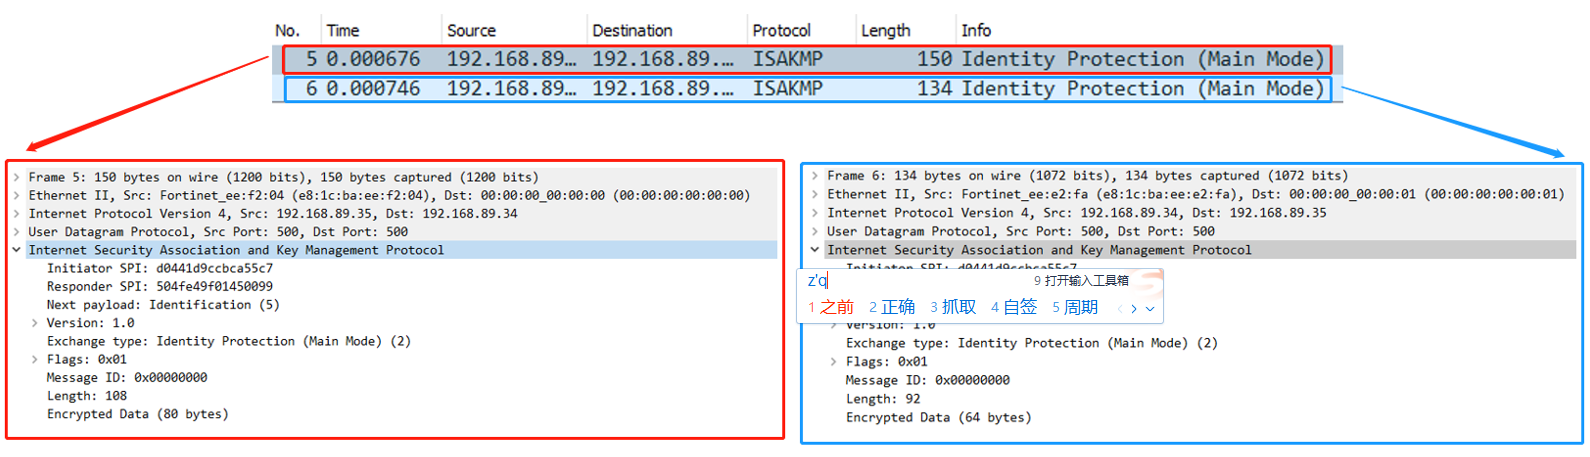 No. Time Source Destination Protocol Length Info
5 0.000676 192.168.89… 192.168.89.… ISAKMP 150 Identity Protection (Main Mode)
6 0.000746 192.168.89… 192.168.89.… ISAKMP 134 Identity Protection (Main Mode)
Frame 5: 150 bytes on wire (1200 bits), 150 bytes captured (1200 bits)
Ethernet II, Src: Fortinet_ee:f2:04 (e8:1c:ba:ee:f2:04), Dst: 00:00:00_00:00:00 (00:00:00:00:00:00)
Internet Protocol Version 4, Src: 192.168.89.35, Dst: 192.168.89.34
User Datagram Protocol, Src Port: 500, Dst Port: 500
Internet Security Association and Key Management Protocol
Initiator SPI: d0441d9ccbca55c7
Responder SPI: 504fe49f01450099
Next payload: Identification (5)
Version: 1.0
Exchange type: Identity Protection (Main Mode) (2)
Flags: 0x01
Message ID: 0x00000000
Length: 108
Encrypted Data (80 bytes)
Frame 6: 134 bytes on wire (1072 bits), 134 bytes captured (1072 bits)
Ethernet II, Src: Fortinet_ee:e2:fa (e8:1c:ba:ee:e2:fa), Dst: 00:00:00_00:00:01 (00:00:00:00:00:01)
Internet Protocol Version 4, Src: 192.168.89.34, Dst: 192.168.89.35
User Datagram Protocol, Src Port: 500, Dst Port: 500
Internet Security Association and Key Management Protocol
Initiator SPI: d0441d9ccbca55c7
z'q 9 打开输入工具箱
1 之前 2 正确 3 抓取 4 自签 5 周期
Version: 1.0
Exchange type: Identity Protection (Main Mode) (2)
Flags: 0x01
Message ID: 0x00000000
Length: 92
Encrypted Data (64 bytes)